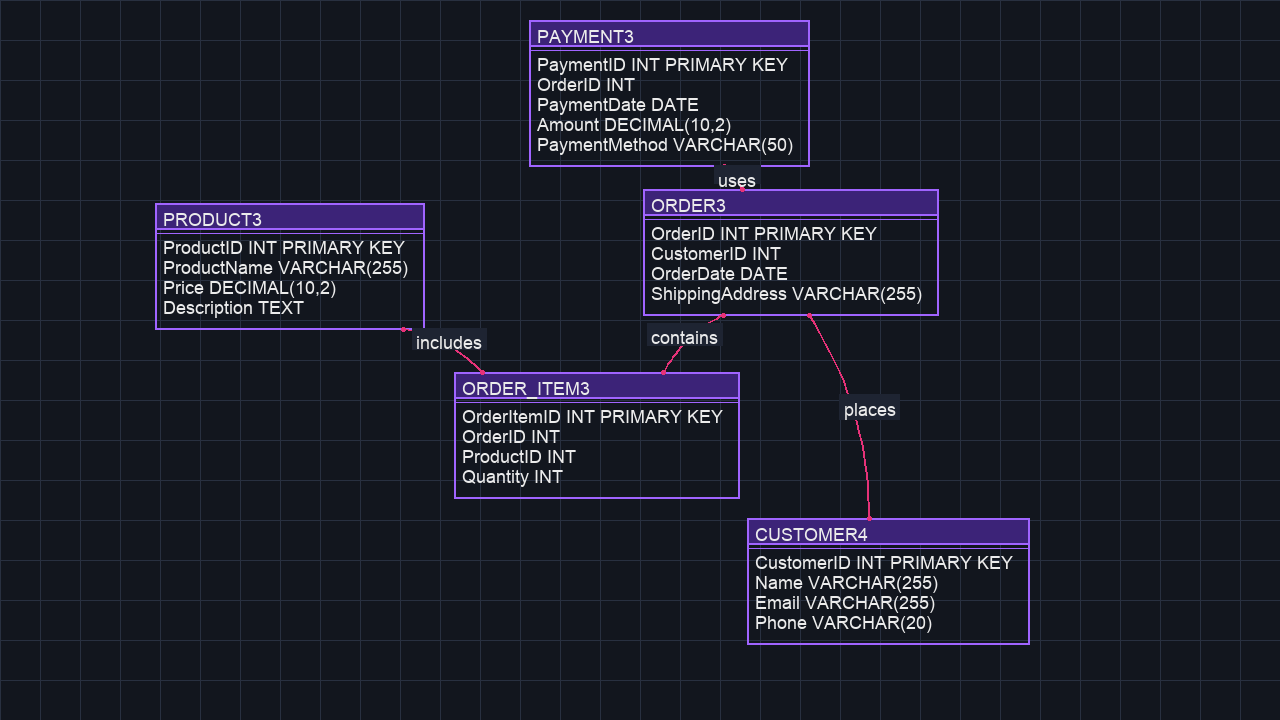 PAYMENT3
PaymentID INT PRIMARY KEY
OrderID INT
PaymentDate DATE
Amount DECIMAL(10,2)
PaymentMethod VARCHAR(50)
uses
PRODUCT3
ProductID INT PRIMARY KEY
ProductName VARCHAR(255)
Price DECIMAL(10,2)
Description TEXT
ORDER3
OrderID INT PRIMARY KEY
CustomerID INT
OrderDate DATE
ShippingAddress VARCHAR(255)
includes
contains
ORDER_ITEM3
OrderItemID INT PRIMARY KEY
OrderID INT
ProductID INT
Quantity INT
places
CUSTOMER4
CustomerID INT PRIMARY KEY
Name VARCHAR(255)
Email VARCHAR(255)
Phone VARCHAR(20)